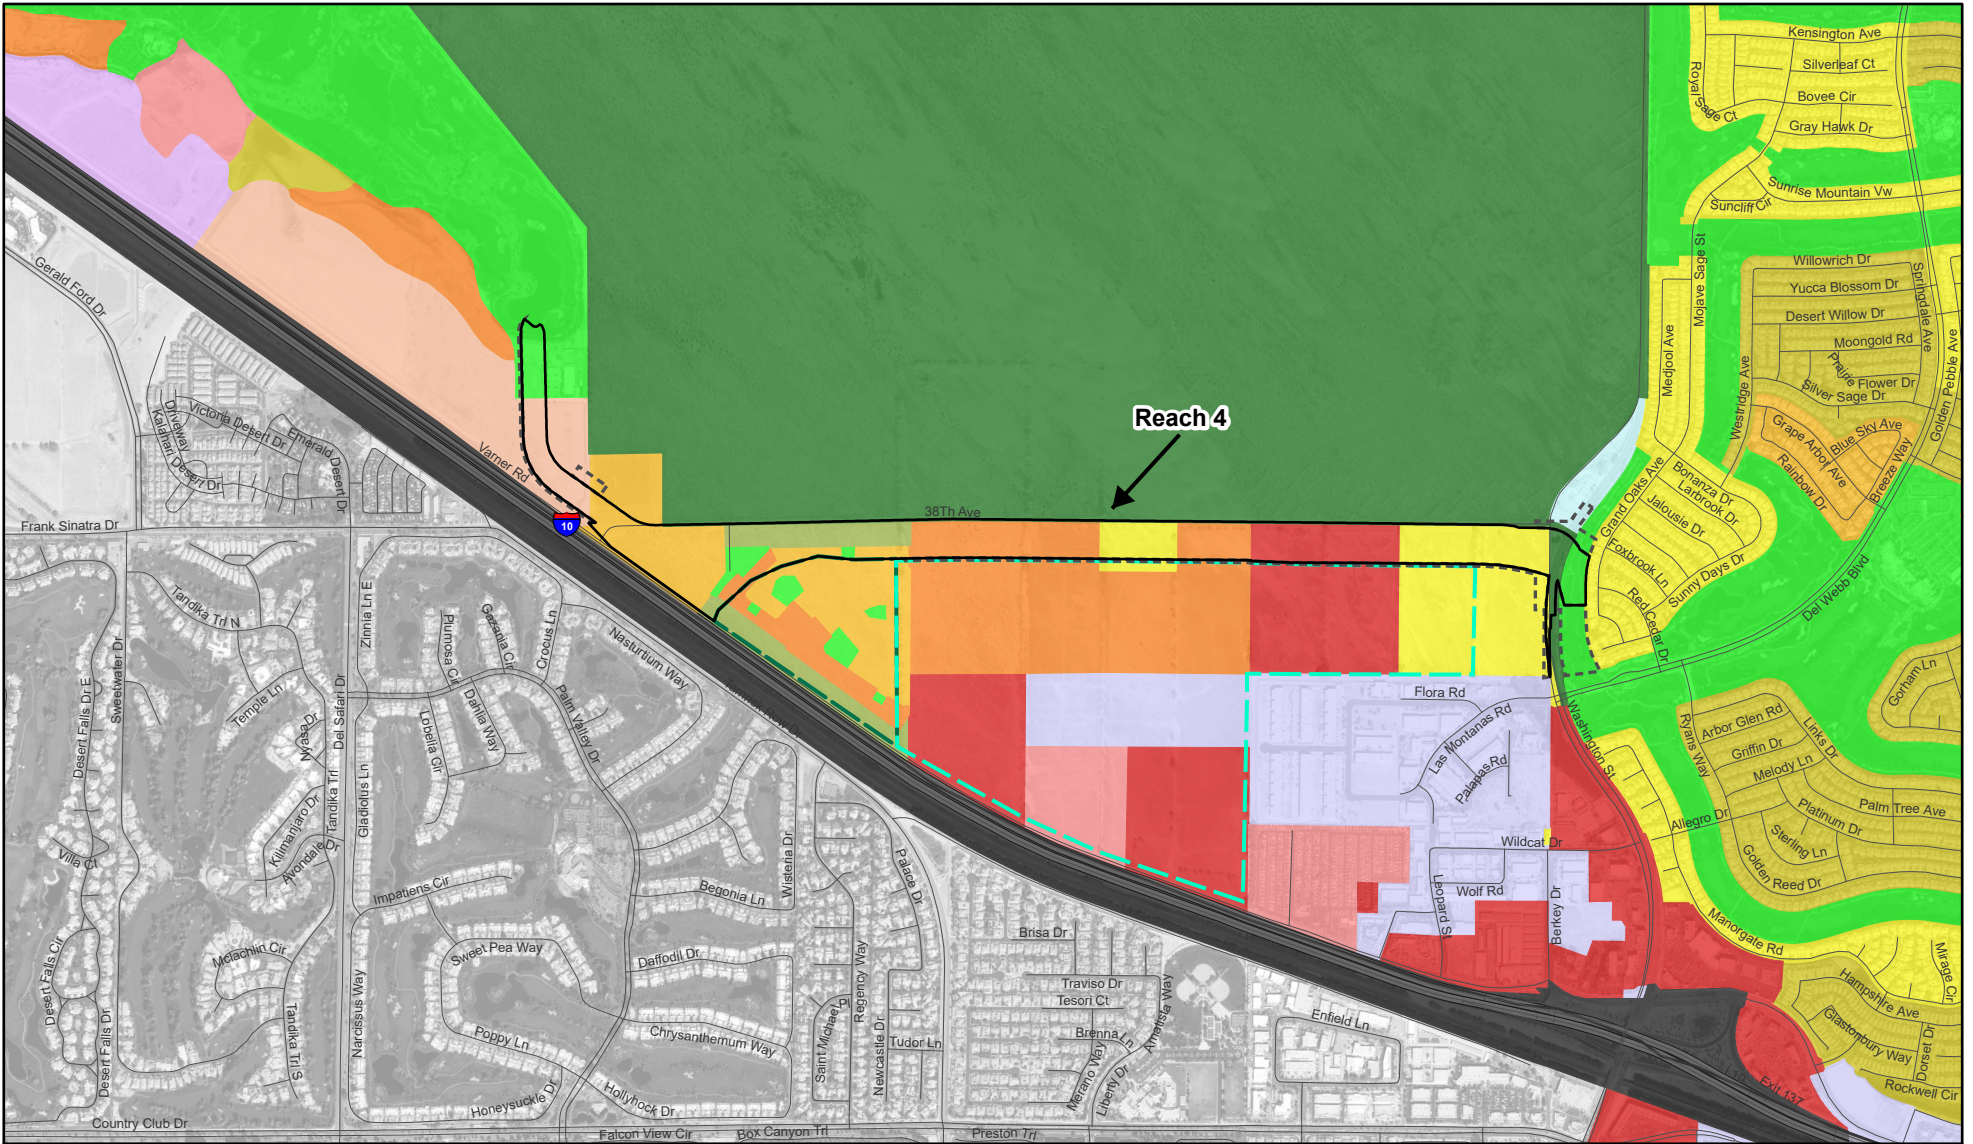 Kensington Ave
Silverleaf Ct
Royal Sage Ct
Bovee Cir
Gray Hawk Dr
Sunrise Mountain Vw
Suncliff Cir
Mojave Sage St
Willowrich Dr
Springdale Ave
Yucca Blossom Dr
Desert Willow Dr
Moongold Rd
Prairie Flower Dr
Silver Sage Dr
Medjool Ave
Westridge Ave
Golden Pebble Ave
Grape Arbor Ave
Blue Sky Ave
Rainbow Dr
Breeze Way
Gerald Ford Dr
Victoria Desert Dr
Driveway
Kalahari Desert Dr
Emerald Desert Dr
Varner Rd
Reach 4
38Th Ave
10
Frank Sinatra Dr
Grand Oaks Ave
Bonanza Dr
Larbrook Dr
Jalousie Dr
Foxbrook Ln
Sunny Days Dr
Red Cedar Dr
Del Webb Blvd
Tandika Trl N
Zinnia Ln E
Plumosa Cir
Gazania Cir
Crocus Ln
Nasturtium Way
Sweetwater Dr
Desert Falls Dr E
Temple Ln
Nyasa Dr
Del Safari Dr
Lobelia Cir
Dahlia Way
Palm Valley Dr
Flora Rd
Las Montanas Rd
Palapas Rd
Washington St
Ryans Way
Arbor Glen Rd
Links Dr
Griffin Dr
Melody Ln
Gorham Ln
Platinum Dr
Palm Tree Ave
Allegro Dr
Sterling Ln
Golden Reed Dr
Kilimanjaro Dr
Tandika Trl
Gladiolus Ln
Avondale Dr
Villa Ct
Impatiens Cir
Begonia Ln
Wisteria Dr
Palace Dr
Wildcat Dr
Wolf Rd
Leopard St
Berkey Dr
Manorgate Rd
Mirage Cir
Hampshire Ave
Glastonbury Way
Dorset Dr
Rockwell Cir
Desert Falls Cir
Mclachlin Cir
Sweet Pea Way
Daffodil Dr
Regency Way
Brisa Dr
Traviso Dr
Tesori Ct
Brenna Ln
Amatista Way
Enfield Ln
Desert Falls Dr
Tandika Trl S
Narcissus Way
Poppy Ln
Chrysanthemum Way
Saint Michael Pl
Newcastle Dr
Tudor Ln
Merano Way
Liberty Dr
I-10 Exit 137
Honeysuckle Dr
Hollyhock Dr
Country Club Dr
Falcon View Cir
Box Canyon Trl
Preston Trl